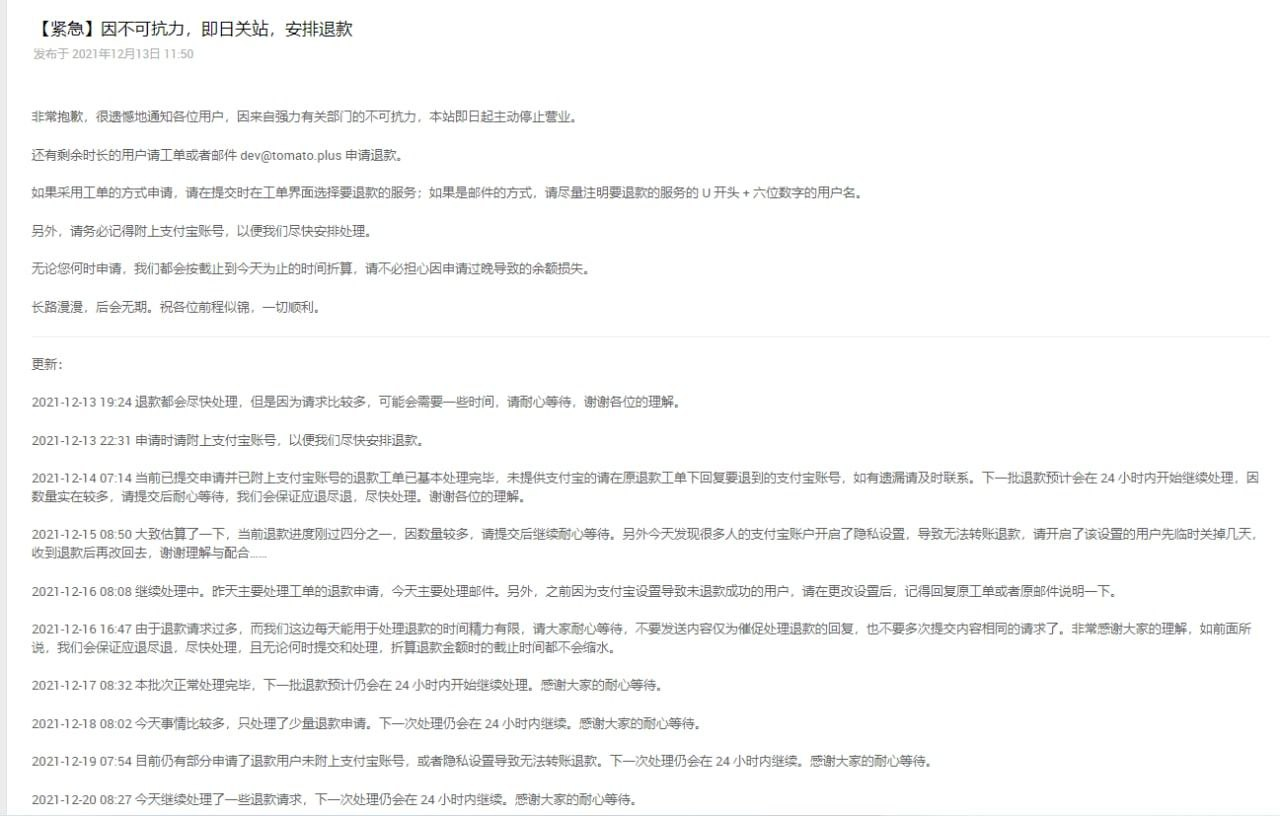 【紧急】因不可抗力，即日关站，安排退款
发布于 2021年12月13日 11:50
非常抱歉，很遗憾地通知各位用户，因来自强力有关部门的不可抗力，本站即日起主动停止营业。
还有剩余时长的用户请工单或者邮件 dev@tomato.plus 申请退款。
如果采用工单的方式申请，请在提交时在工单界面选择要退款的服务；如果是邮件的方式，请尽量注明要退款的服务的 U 开头 + 六位数字的用户名。
另外，请务必记得附上支付宝账号，以便我们尽快安排处理。
无论您何时申请，我们都会按截止到今天为止的时间折算，请不必担心因申请过晚导致的余额损失。
长路漫漫，后会无期。祝各位前程似锦，一切顺利。
更新：
2021-12-13 19:24 退款都会尽快处理，但是因为请求比较多，可能会需要一些时间，请耐心等待，谢谢各位的理解。
2021-12-13 22:31 申请时请附上支付宝账号，以便我们尽快安排退款。
2021-12-14 07:14 当前已提交申请并已附上支付宝账号的退款工单已基本处理完毕，未提供支付宝的请在原退款工单下回复要退到的支付宝账号，如有遗漏请及时联系。下一批退款预计会在 24 小时内开始继续处理，因
数量实在较多，请提交后耐心等待，我们会保证应退尽退，尽快处理。谢谢各位的理解。
2021-12-15 08:50 大致估算了一下，当前退款进度刚过四分之一，因数量较多，请提交后继续耐心等待。另外今天发现很多人的支付宝账户开启了隐私设置，导致无法转账退款，请开启了该设置的用户先临时关掉几天，
收到退款后再改回去，谢谢理解与配合……
2021-12-16 08:08 继续处理中。昨天主要处理工单的退款申请，今天主要处理邮件。另外，之前因为支付宝设置导致未退款成功的用户，请在更改设置后，记得回复原工单或者原邮件说明一下。
2021-12-16 16:47 由于退款请求过多，而我们这边每天能用于处理退款的时间精力有限，请大家耐心等待，不要发送内容仅为催促处理退款的回复，也不要多次提交内容相同的请求了。非常感谢大家的理解，如前面所
说，我们会保证应退尽退，尽快处理，且无论何时提交和处理，折算退款金额时的截止时间都不会缩水。
2021-12-17 08:32 本批次正常处理完毕，下一批退款预计仍会在 24 小时内开始继续处理。感谢大家的耐心等待。
2021-12-18 08:02 今天事情比较多，只处理了少量退款申请。下一次处理仍会在 24 小时内继续。感谢大家的耐心等待。
2021-12-19 07:54 目前仍有部分申请了退款用户未附上支付宝账号，或者隐私设置导致无法转账退款。下一次处理仍会在 24 小时内继续。感谢大家的耐心等待。
2021-12-20 08:27 今天继续处理了一些退款请求，下一次处理仍会在 24 小时内继续。感谢大家的耐心等待。